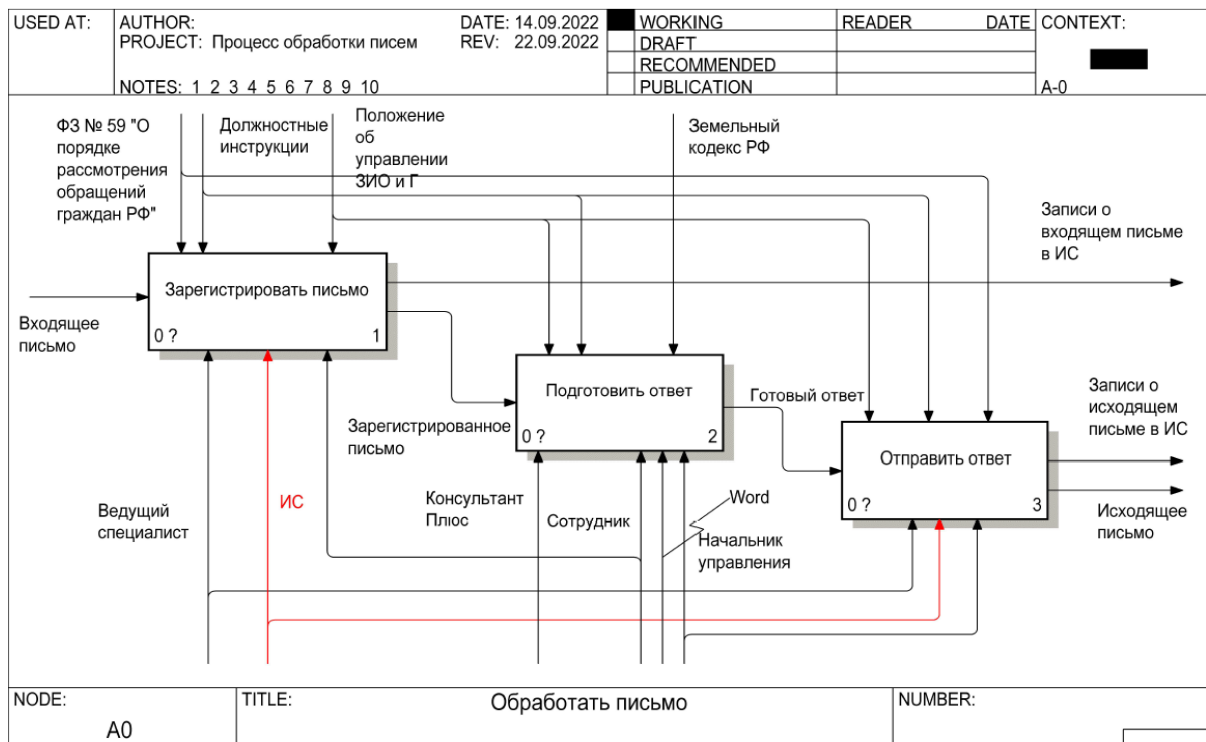 USED AT:
AUTHOR:
DATE: 14.09.2022
PROJECT: Процесс обработки писем
REV: 22.09.2022
NOTES: 1 2 3 4 5 6 7 8 9 10
WORKING
DRAFT
RECOMMENDED
PUBLICATION
READER
DATE
CONTEXT:
A-0
ФЗ № 59 "О
порядке
рассмотрения
обращений
граждан РФ"
Должностные
инструкции
Положение
об
управлении
ЗИО и Г
Земельный
кодекс РФ
Записи о
входящем письме
в ИС
Зарегистрировать письмо
0 ?
1
Входящее
письмо
Подготовить ответ
0 ?
2
Зарегистрированное
письмо
Готовый ответ
Записи о
исходящем
письме в ИС
Отправить ответ
0 ?
3
Исходящее
письмо
Ведущий
специалист
ИС
Консультант
Плюс
Сотрудник
Word
Начальник
управления
NODE:
A0
TITLE:
Обработать письмо
NUMBER: